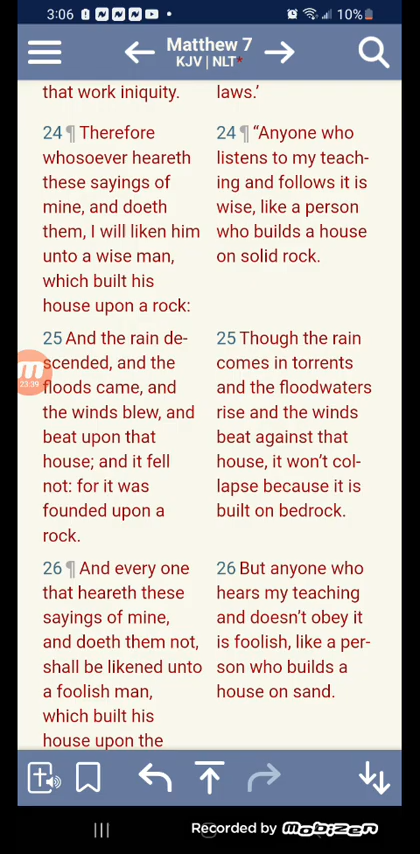 3:06 10%
Matthew 7
KJV | NLT*
that work iniquity.
24 ¶ Therefore
whosoever heareth
these sayings of
mine, and doeth
them, I will liken him
unto a wise man,
which built his
house upon a rock:
25 And the rain de-
scended, and the
floods came, and
the winds blew, and
beat upon that
house; and it fell
not: for it was
founded upon a
rock.
26 ¶ And every one
that heareth these
sayings of mine,
and doeth them not,
shall be likened unto
a foolish man,
which built his
house upon the
laws.’
24 “Anyone who
listens to my teach-
ing and follows it is
wise, like a person
who builds a house
on solid rock.
25 Though the rain
comes in torrents
and the floodwaters
rise and the winds
beat against that
house, it won’t col-
lapse because it is
built on bedrock.
26 But anyone who
hears my teaching
and doesn’t obey it
is foolish, like a per-
son who builds a
house on sand.
m
23:39
Recorded by mobizen